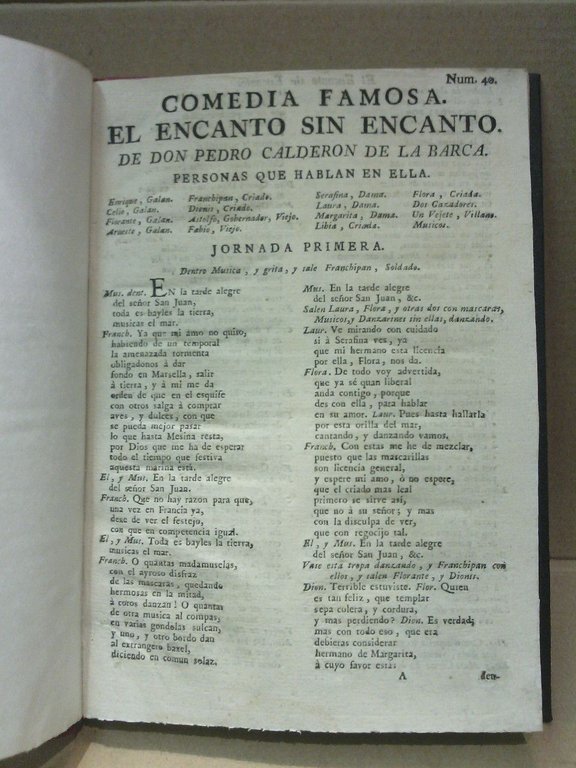 Num. 40.
COMEDIA FAMOSA.
EL ENCANTO SIN ENCANTO.
DE DON PEDRO CALDERON DE LA BARCA.
PERSONAS QUE HABLAN EN ELLA.
Enrique, Galan.
Celio, Galan.
Florante, Galan.
Arneste, Galan.
Franchipan, Criado.
Dionis, Criado.
Astolfo, Gobernador, Viejo.
Fabio, Viejo.
Serafina, Dama.
Laura, Dama.
Margarita, Dama.
Libia, Criada.
Flora, Criada.
Dos Cazadores.
Un Vejete, Villano.
Musicos.
JORNADA PRIMERA.
Dentro Musica, y grita, y sale Franchipan, Soldado.
Mus. dent. EN la tarde alegre
del señor San Juan,
toda es bayles la tierra,
musicas el mar.
Franch. Ya que mi amo no quiso,
habiendo de un temporal
la amenazada tormenta
obligadonos á dar
fondo en Marsella, salir
á tierra, y á mi me da
orden de que en el esquife
con otros salga á comprar
aves, y dulces, con que
se pueda mejor pasar
lo que hasta Mesina resta,
por Dios que me ha de esperar
todo el tiempo que festiva
aquesta marina está.
El, y Mus. En la tarde alegre
del señor San Juan.
Franch. Que no hay razon para que,
una vez en Francia ya,
dexe de ver el festejo,
con que en competencia igual.
El, y Mus. Toda es bayles la tierra,
musicas el mar.
Franch. O quantas madamuselas,
con el ayroso disfraz
de las mascaras, quedando
hermosas en la mitad,
á coros danzan! O quantas
de otra musica al compas,
en varias gondolas sulcan,
y uno, y otro bordo dan
al extrangero baxel,
diciendo en comun solaz.
Mus. En la tarde alegre
del señor San Juan, &c.
Salen Laura, Flora, y otras dos con mascaras,
Musicos, y Danzarines sin ellas, danzando.
Laur. Ve mirando con cuidado
si á Serafina ves, ya
que mi hermano esta licencia
por ella, Flora, nos da.
Flora. De todo voy advertida,
que ya sé quan liberal
anda contigo, porque
des con ella, para hablar
en su amor. Laur. Pues hasta hallarla
por esta orilla del mar,
cantando, y danzando vamos.
Franch. Con estas me he de mezclar,
puesto que las mascarillas
son licencia general,
y espere mi amo, ó no espere,
que el criado mas leal
primero se sirve asi,
que no á su señor; y mas
con la disculpa de ver,
que con regocijo tal.
El, y Mus. En la tarde alegre
del señor San Juan, &c.
Vase esta tropa danzando, y Franchipan con
ellos, y salen Florante, y Dionis.
Dion. Terrible estuviste. Flor. Quien
es tan feliz, que templar
sepa colera, y cordura,
y mas perdiendo? Dion. Es verdad;
mas con todo eso, que era
debieras considerar
hermano de Margarita,
á cuyo favor estas
A